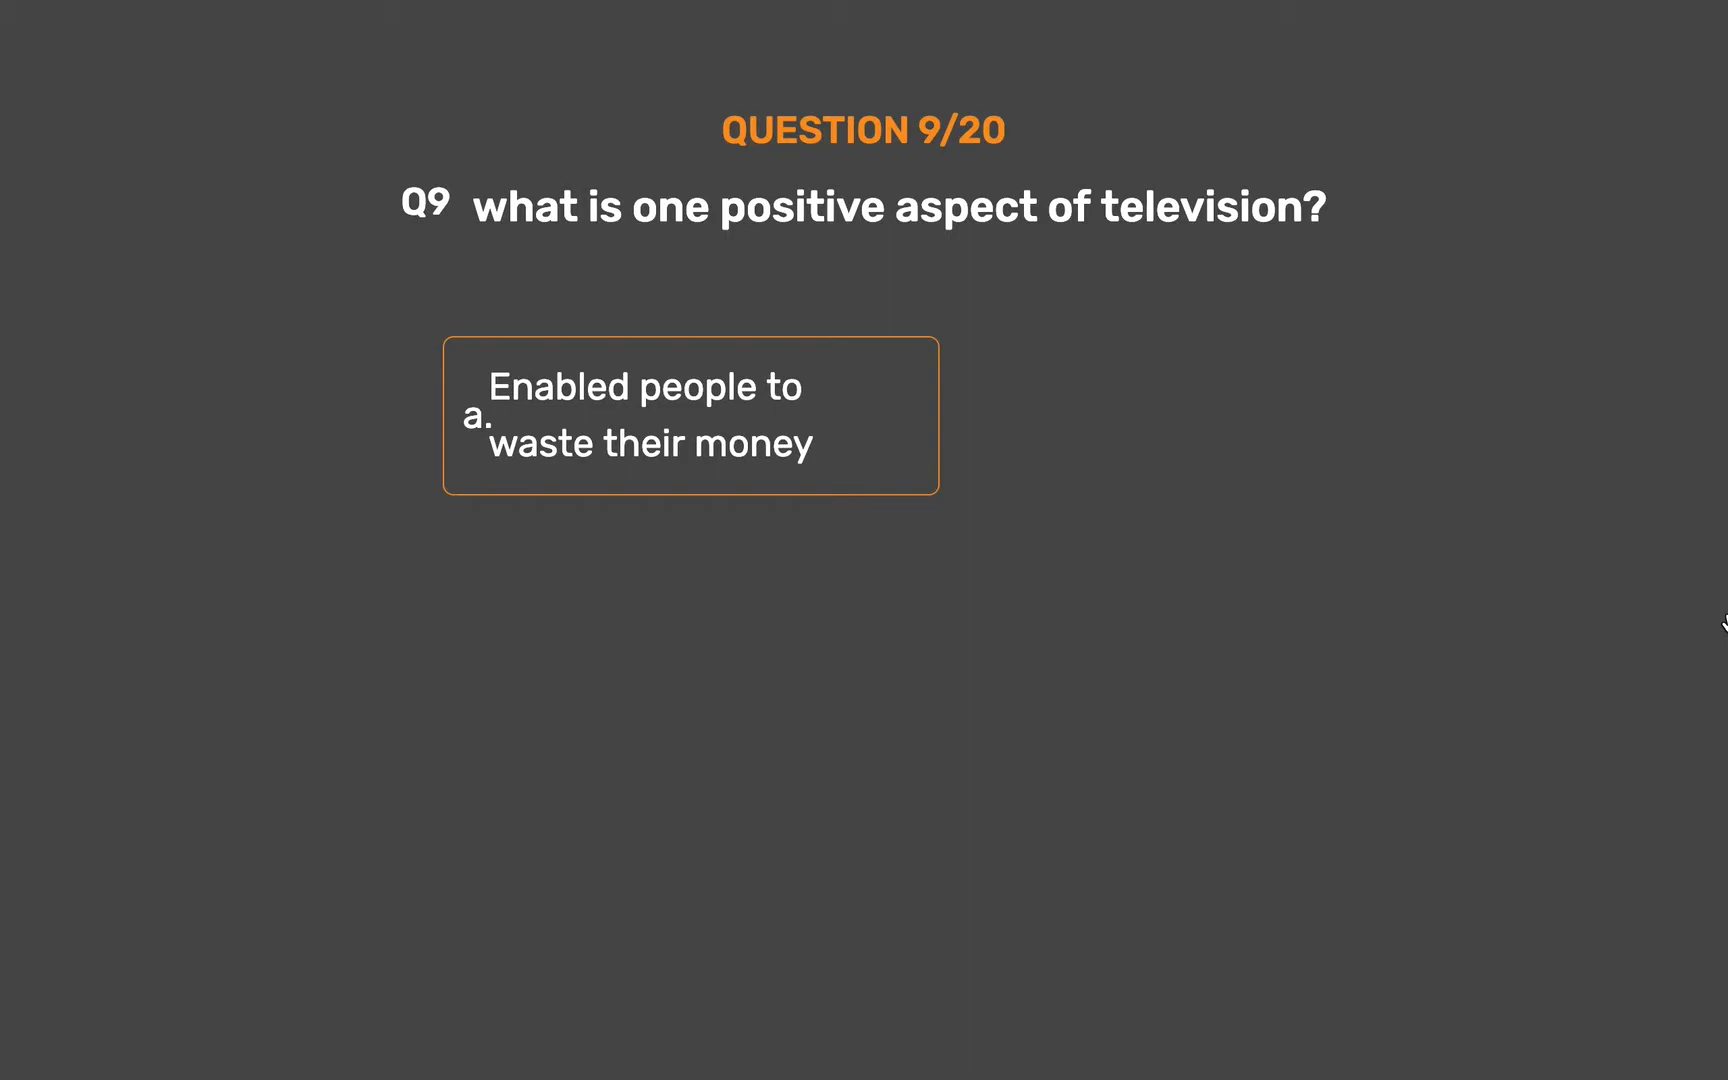 QUESTION 9/20
Q9 what is one positive aspect of television?
a. Enabled people to
waste their money